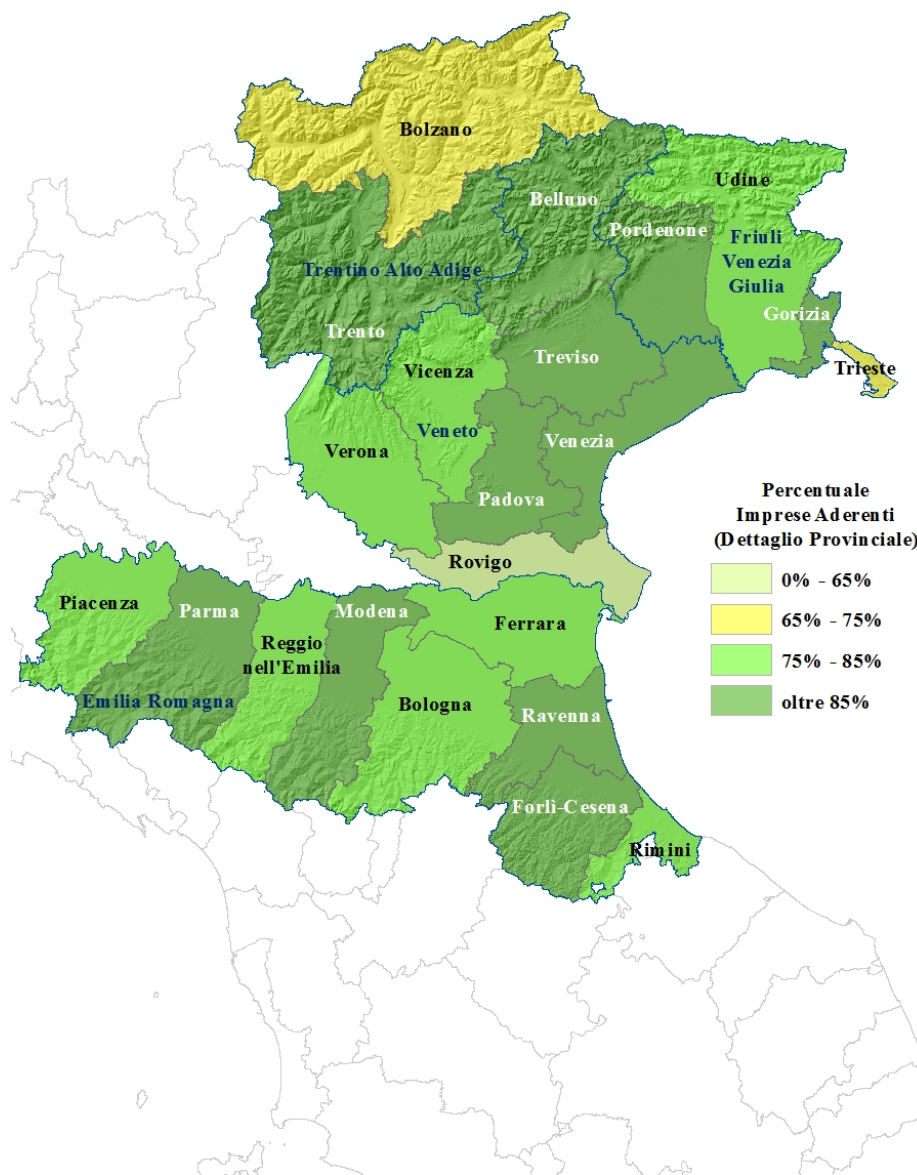 Bolzano
Belluno
Udine
Pordenone
Friuli
Venezia
Giulia
Trentino Alto Adige
Gorizia
Trento
Treviso
Vicenza
Trieste
Veneto
Verona
Venezia
Padova
Percentuale
Imprese Aderenti
(Dettaglio Provinciale)
0% - 65%
65% - 75%
75% - 85%
oltre 85%
Rovigo
Piacenza
Parma
Modena
Reggio
nell'Emilia
Ferrara
Emilia Romagna
Bologna
Ravenna
Forlì-Cesena
Rimini